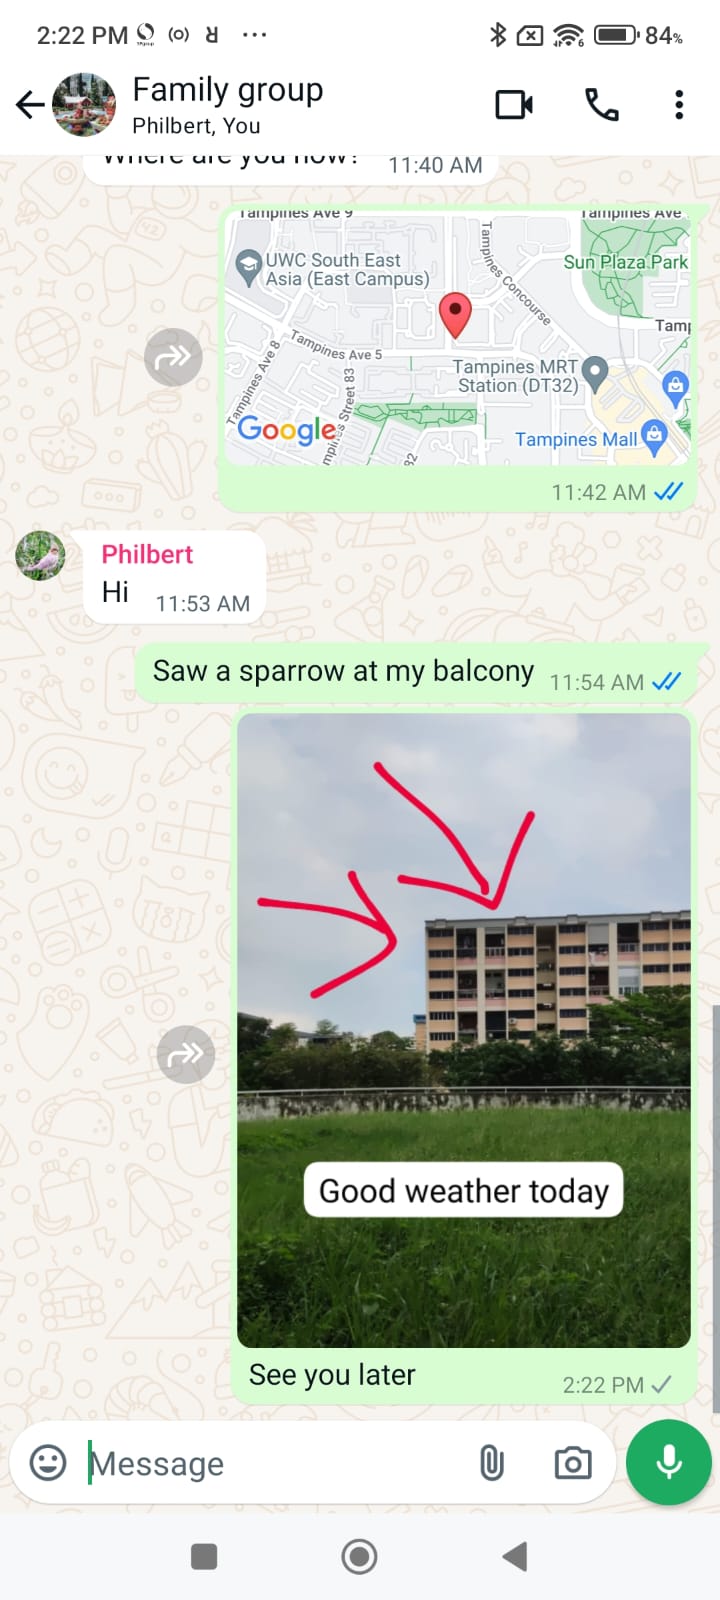 2:22 PM
84%
Family group
Philbert, You
Where are you now?
11:40 AM
Tampines Ave 9
Tampines Ave
UWC South East
Asia (East Campus)
Tampines Concourse
Sun Plaza Park
Tampines Ave 8
Tampines Ave 5
Tampines MRT
Station (DT32)
Street 83
Google
Tampines Mall
11:42 AM
Philbert
Hi
11:53 AM
Saw a sparrow at my balcony
11:54 AM
Good weather today
See you later
2:22 PM
Message